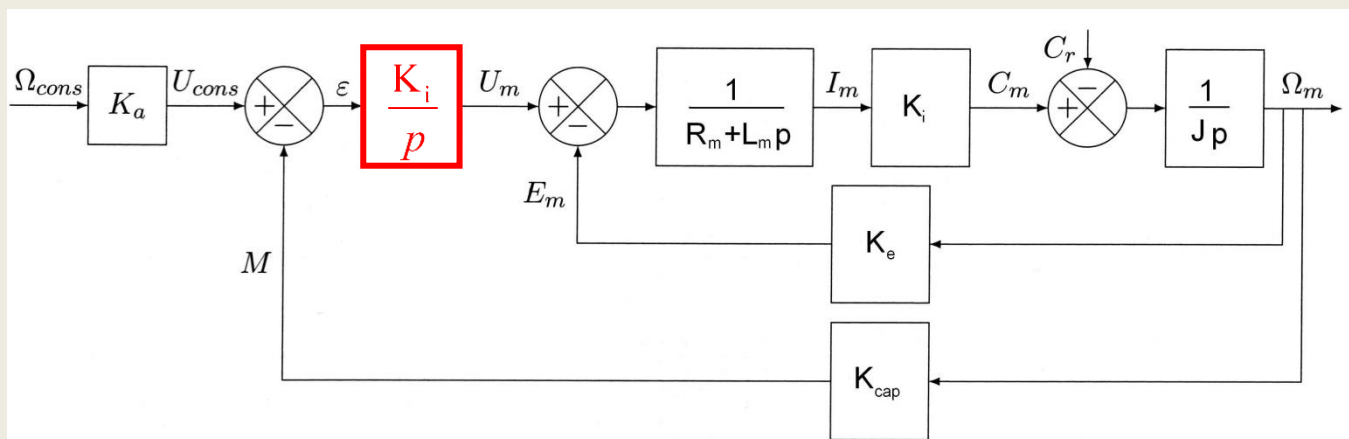 Ω_cons
K_a
U_cons
+
−
ε
K_i
p
U_m
+
−
1
R_m+L_m p
I_m
K_i
C_m
C_r
+
−
1
J p
Ω_m
E_m
K_e
M
K_cap